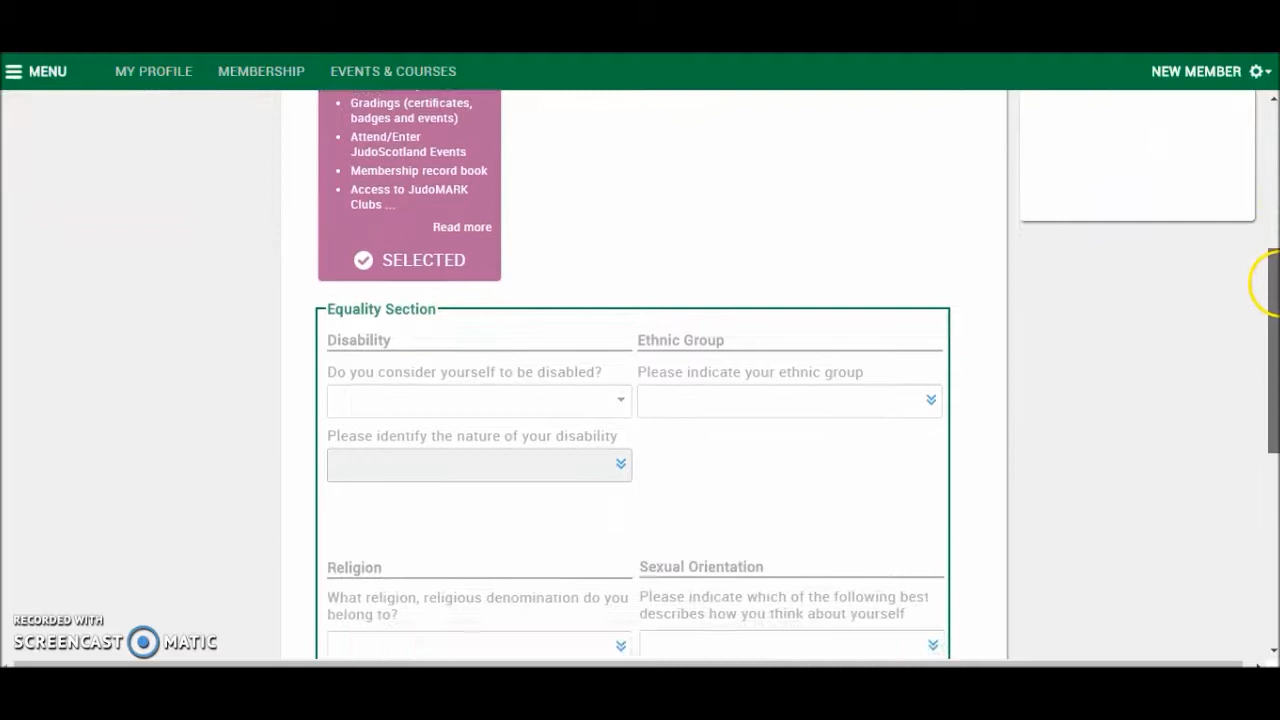 MENU MY PROFILE MEMBERSHIP EVENTS & COURSES NEW MEMBER
Gradings (certificates,
badges and events)
Attend/Enter
JudoScotland Events
Membership record book
Access to JudoMARK
Clubs ...
Read more
SELECTED
Equality Section
Disability Ethnic Group
Do you consider yourself to be disabled? Please indicate your ethnic group
Please identify the nature of your disability
Religion Sexual Orientation
What religion, religious denomination do you
belong to?
Please indicate which of the following best
describes how you think about yourself
RECORDED WITH
SCREENCAST MATIC